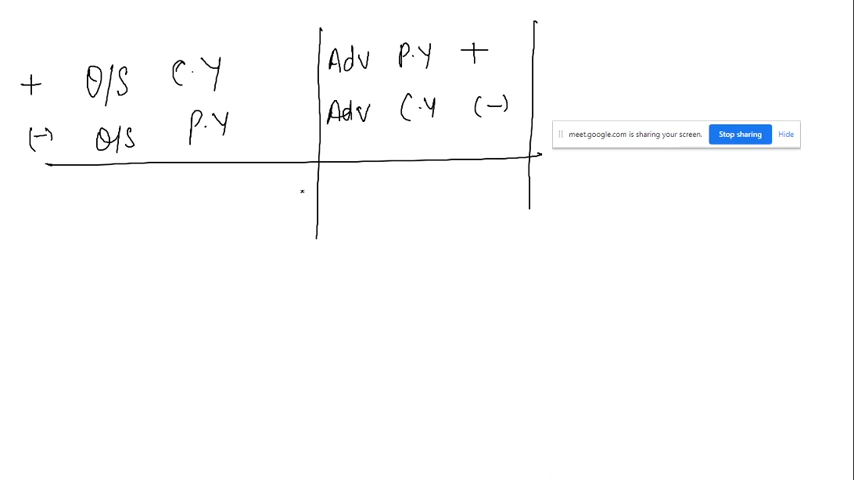 + O/S C.Y
(-) O/S P.Y
Adv P.Y +
Adv C.Y (-)
meet.google.com is sharing your screen. Stop sharing Hide